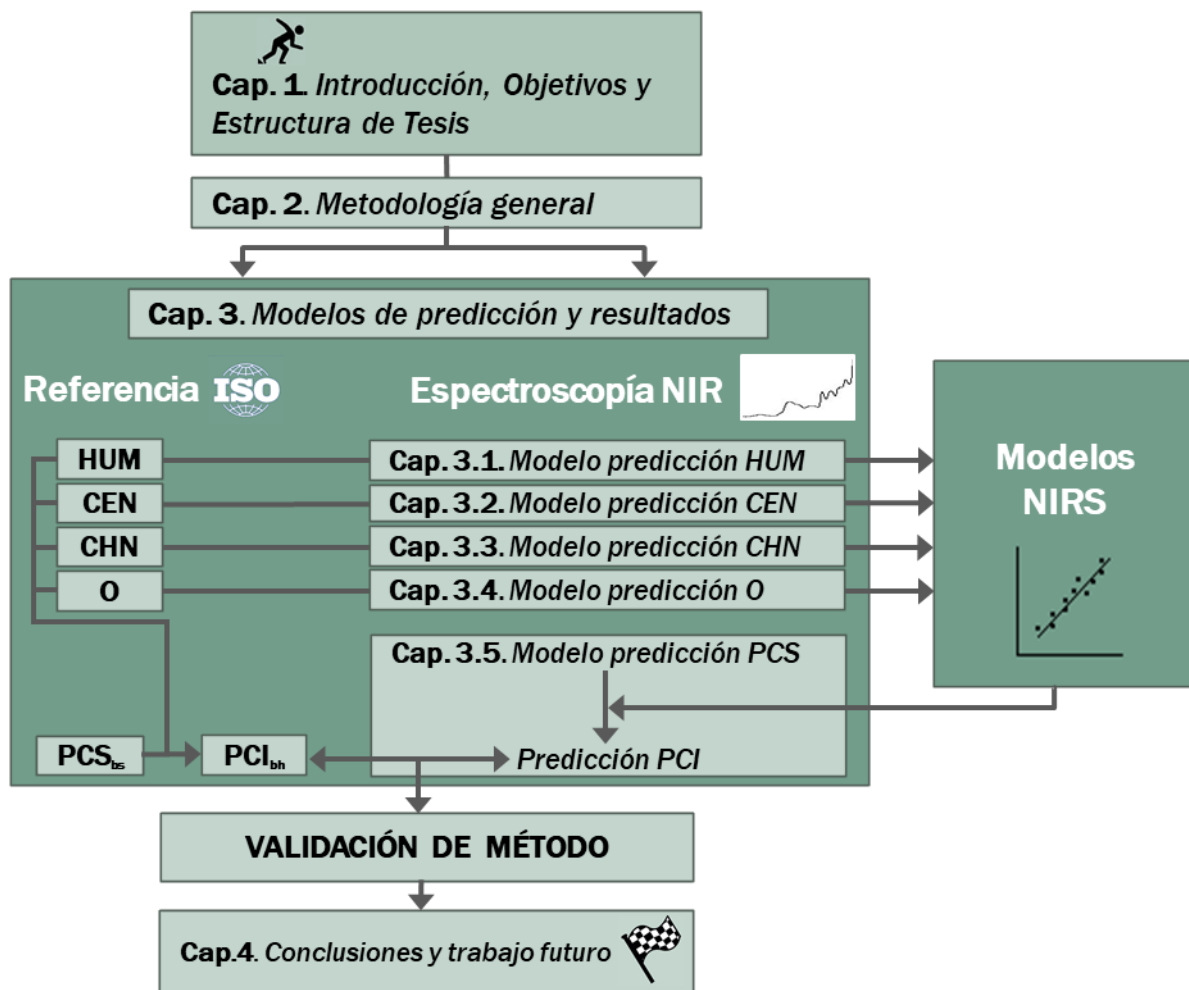 Cap. 1. Introducción, Objetivos y
Estructura de Tesis
Cap. 2. Metodología general
Cap. 3. Modelos de predicción y resultados
Referencia ISO
Espectroscopía NIR
HUM
Cap. 3.1. Modelo predicción HUM
CEN
Cap. 3.2. Modelo predicción CEN
CHN
Cap. 3.3. Modelo predicción CHN
O
Cap. 3.4. Modelo predicción O
Modelos
NIRS
Cap. 3.5. Modelo predicción PCS
PCSbs
PCIbh
Predicción PCI
VALIDACIÓN DE MÉTODO
Cap.4. Conclusiones y trabajo futuro